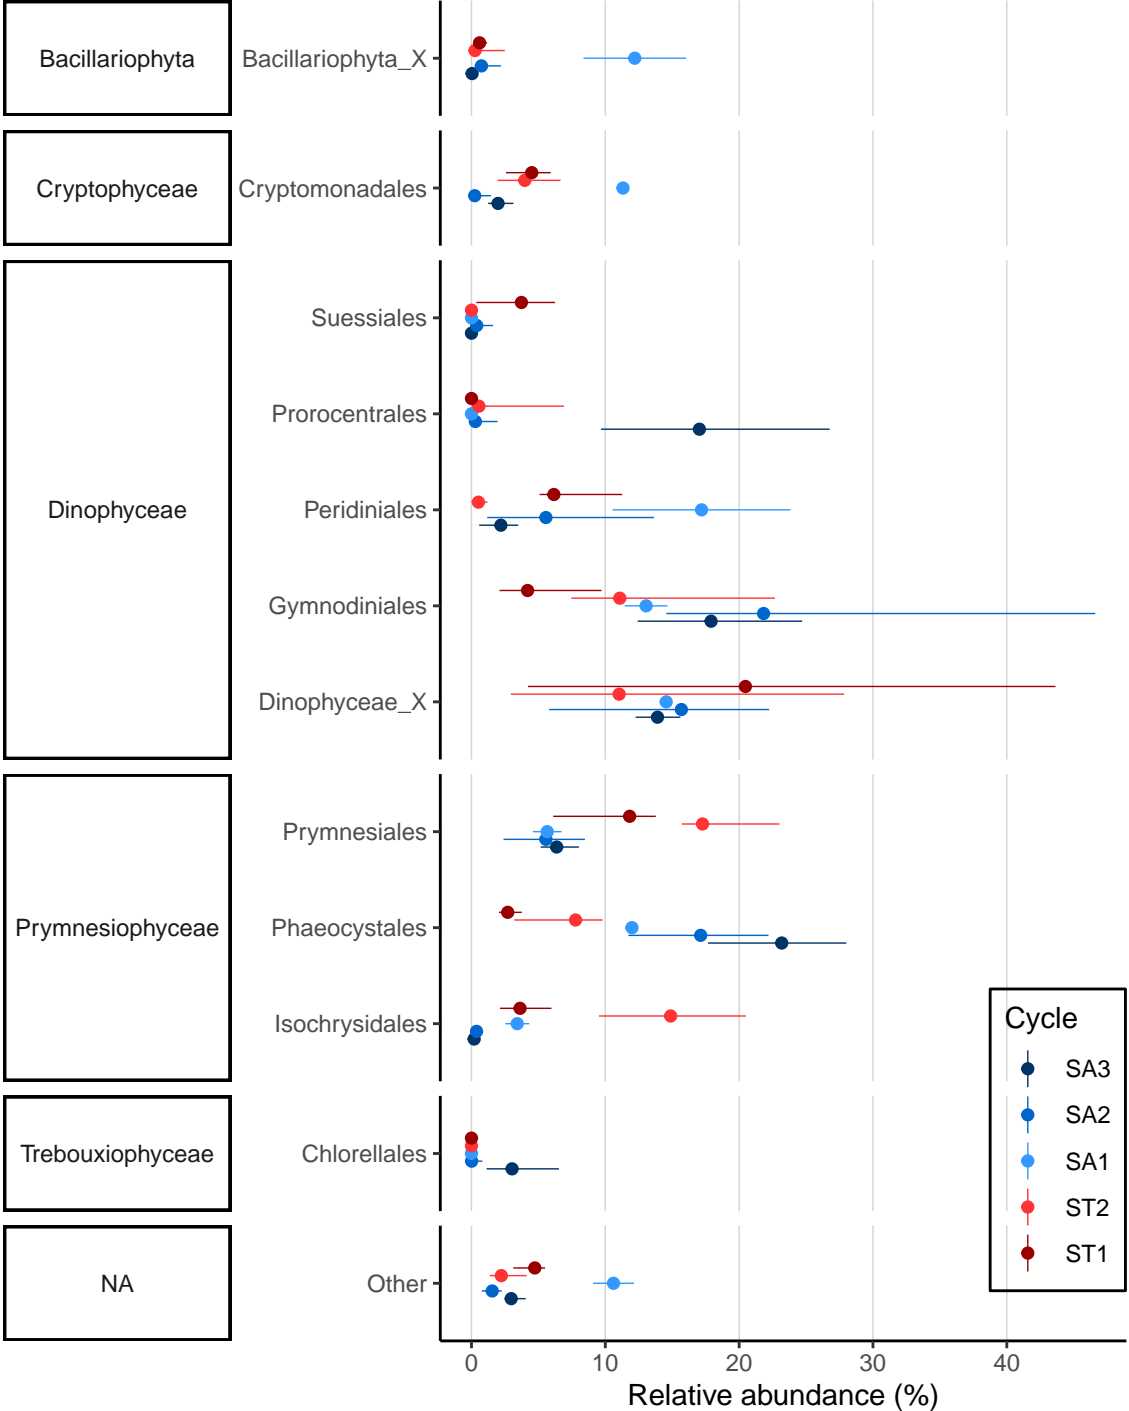 Bacillariophyta
Bacillariophyta_X
Cryptophyceae
Cryptomonadales
Dinophyceae
Suessiales
Prorocentrales
Peridiniales
Gymnodiniales
Dinophyceae_X
Prymnesiophyceae
Prymnesiales
Phaeocystales
Isochrysidales
Trebouxiophyceae
Chlorellales
NA
Other
Cycle
SA3
SA2
SA1
ST2
ST1
0 10 20 30 40
Relative abundance (%)